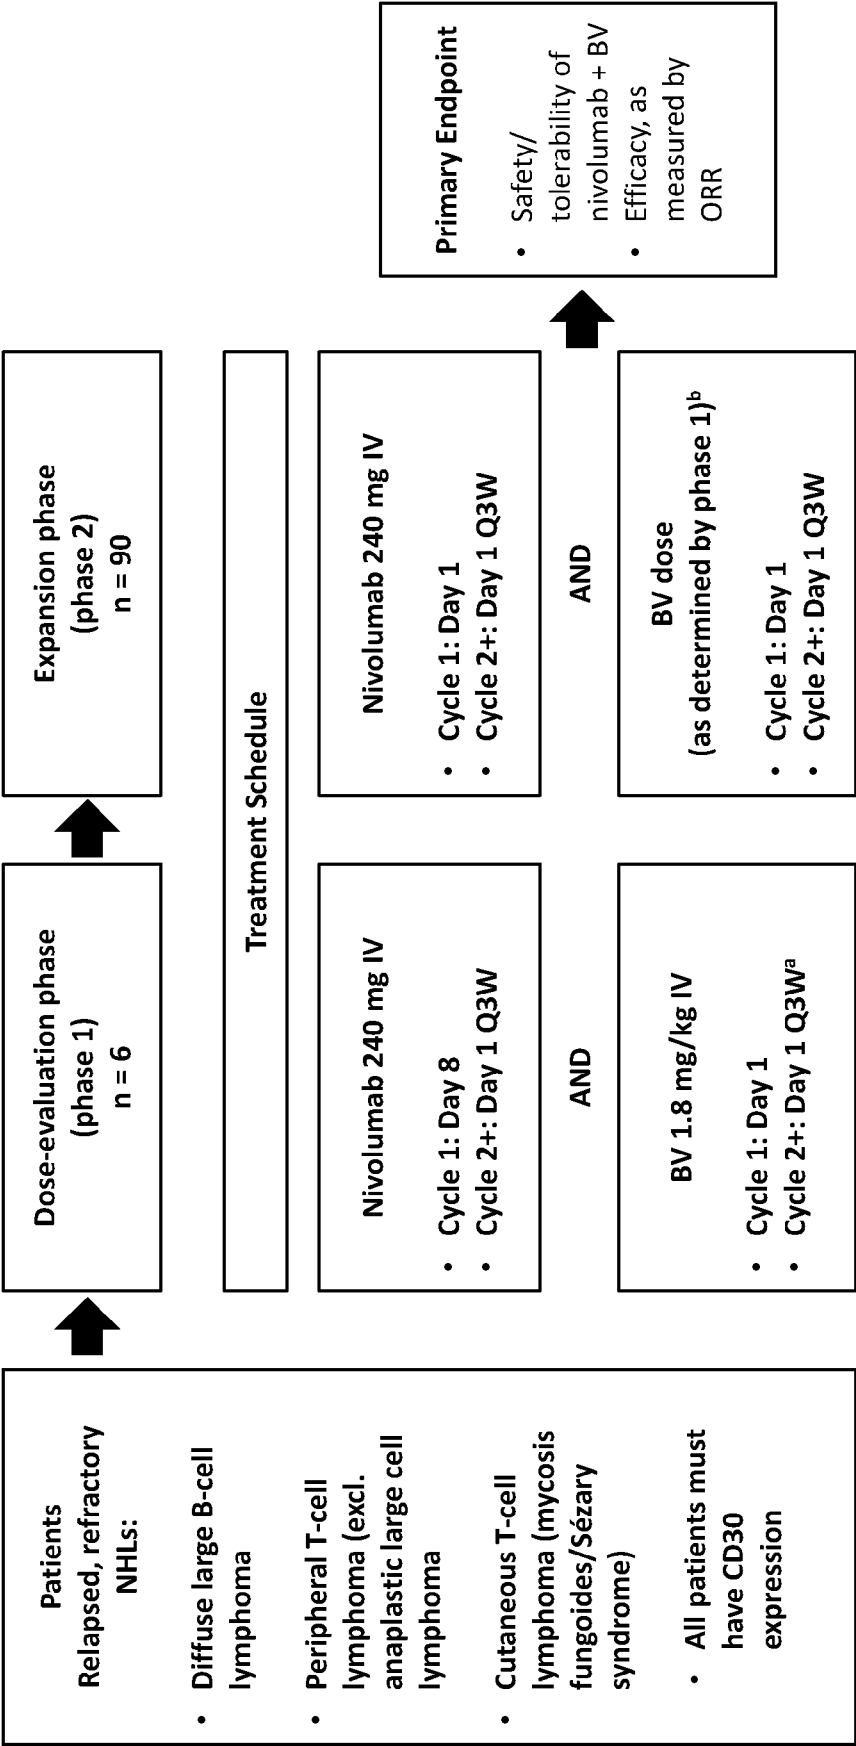 Patients
Relapsed, refractory
NHLs:
• Diffuse large B-cell
lymphoma
• Peripheral T-cell
lymphoma (excl.
anaplastic large cell
lymphoma
• Cutaneous T-cell
lymphoma (mycosis
fungoides/Sézary
syndrome)
• All patients must
have CD30
expression
Dose-evaluation phase
(phase 1)
n = 6
Expansion phase
(phase 2)
n = 90
Treatment Schedule
Nivolumab 240 mg IV
• Cycle 1: Day 8
• Cycle 2+: Day 1 Q3W
AND
BV 1.8 mg/kg IV
• Cycle 1: Day 1
• Cycle 2+: Day 1 Q3Wᵃ
Nivolumab 240 mg IV
• Cycle 1: Day 1
• Cycle 2+: Day 1 Q3W
AND
BV dose
(as determined by phase 1)ᵇ
• Cycle 1: Day 1
• Cycle 2+: Day 1 Q3W
Primary Endpoint
• Safety/
tolerability of
nivolumab + BV
• Efficacy, as
measured by
ORR